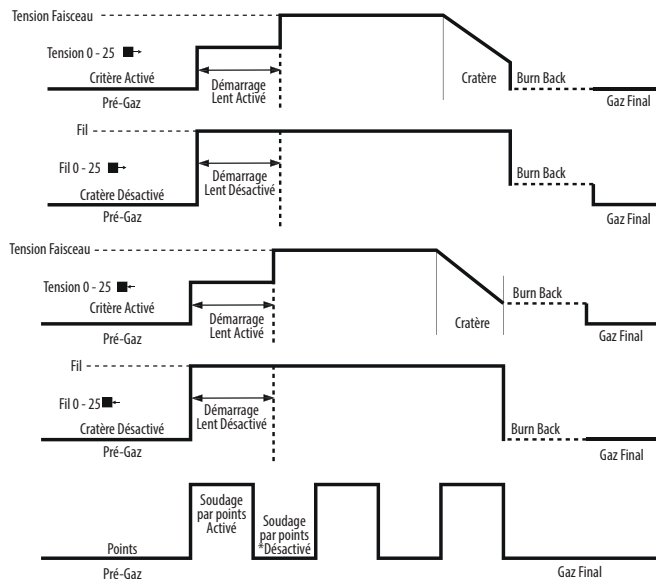 Tension Faisceau
Tension 0 - 25
Critère Activé
Pré-Gaz
Démarrage
Lent Activé
Cratère
Burn Back
Gaz Final
Fil
Fil 0 - 25
Cratère Désactivé
Pré-Gaz
Démarrage
Lent Désactivé
Burn Back
Gaz Final
Tension Faisceau
Tension 0 - 25
Critère Activé
Pré-Gaz
Démarrage
Lent Activé
Cratère
Burn Back
Gaz Final
Fil
Fil 0 - 25
Cratère Désactivé
Pré-Gaz
Démarrage
Lent Désactivé
Burn Back
Gaz Final
Points
Pré-Gaz
Soudage
par points
Activé
Soudage
par points
*Désactivé
Gaz Final